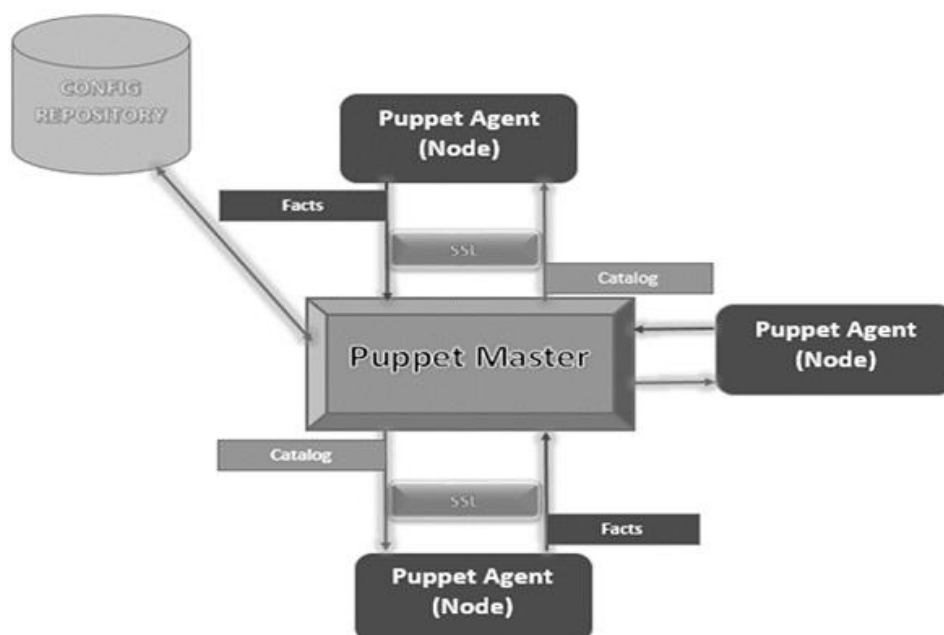 CONFIG
REPOSITORY
Puppet Agent
(Node)
Facts
SSL
Catalog
Puppet Agent
(Node)
Puppet Master
Catalog
SSL
Facts
Puppet Agent
(Node)